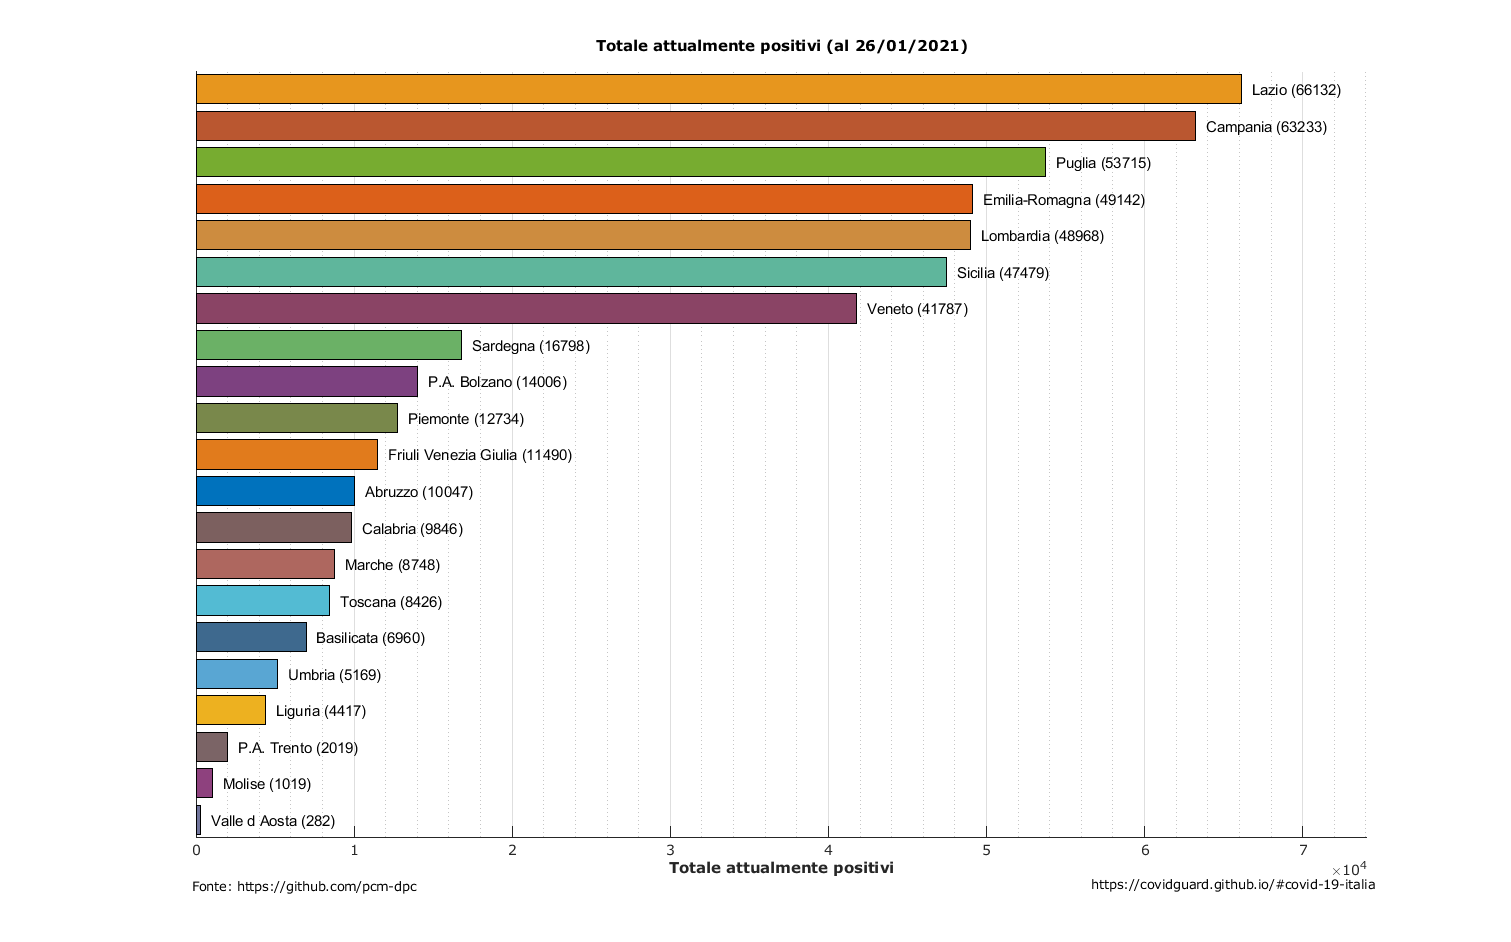 Totale attualmente positivi (al 26/01/2021)
Lazio (66132)
Campania (63233)
Puglia (53715)
Emilia-Romagna (49142)
Lombardia (48968)
Sicilia (47479)
Veneto (41787)
Sardegna (16798)
P.A. Bolzano (14006)
Piemonte (12734)
Friuli Venezia Giulia (11490)
Abruzzo (10047)
Calabria (9846)
Marche (8748)
Toscana (8426)
Basilicata (6960)
Umbria (5169)
Liguria (4417)
P.A. Trento (2019)
Molise (1019)
Valle d Aosta (282)
0 1 2 3 4 5 6 7
×10⁴
Totale attualmente positivi
Fonte: https://github.com/pcm-dpc
https://covidguard.github.io/#covid-19-italia